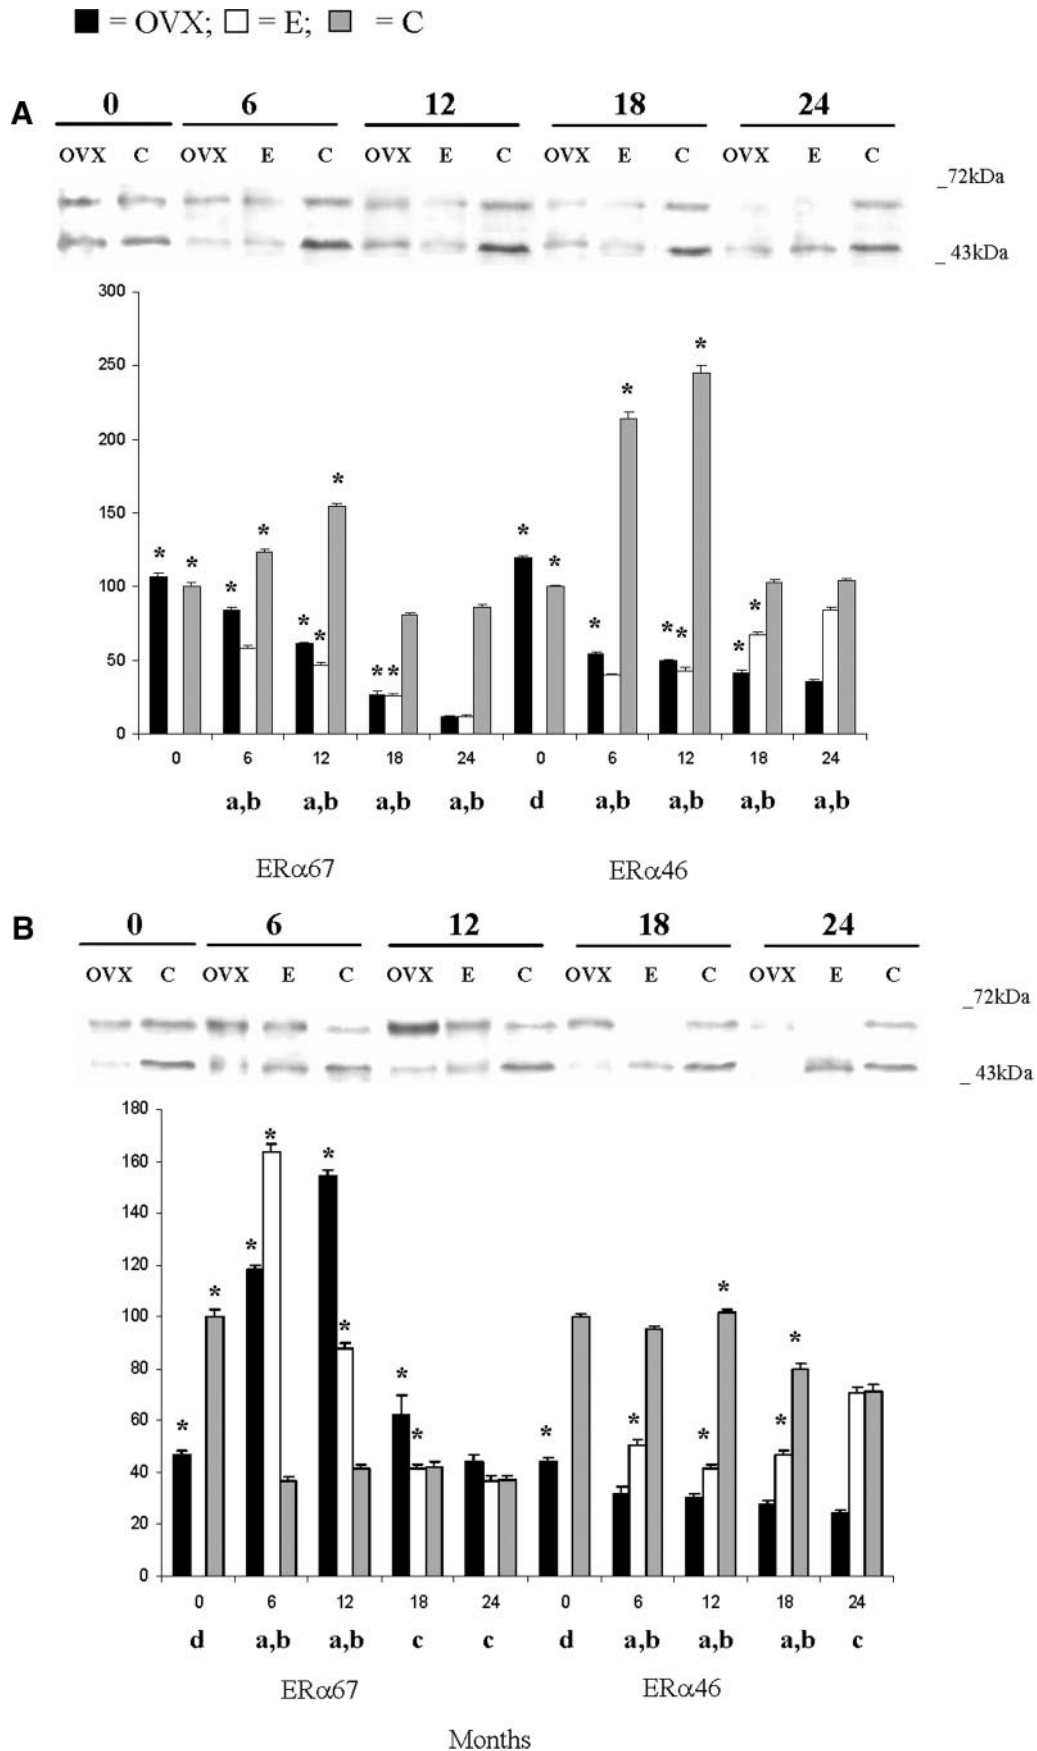 = OVX; = E; = C
A
0 6 12 18 24
OVX C OVX E C OVX E C OVX E C OVX E C
_72kDa
_ 43kDa
300
250
* *
200
* 150
* * * *
* * 100
* * * * * *
* * * 50
0
0 6 12 18 24 0 6 12 18 24
a,b a,b a,b a,b d a,b a,b a,b a,b
ERα67 ERα46
B
0 6 12 18 24
OVX C OVX E C OVX E C OVX E C OVX E C
_72kDa
_ 43kDa
180
* *
160
140
* 120
* * 100
* * 80
* * 60
* * * * * 40
20
0
0 6 12 18 24 0 6 12 18 24
d a,b a,b c c d a,b a,b a,b c
ERα67 ERα46
Months